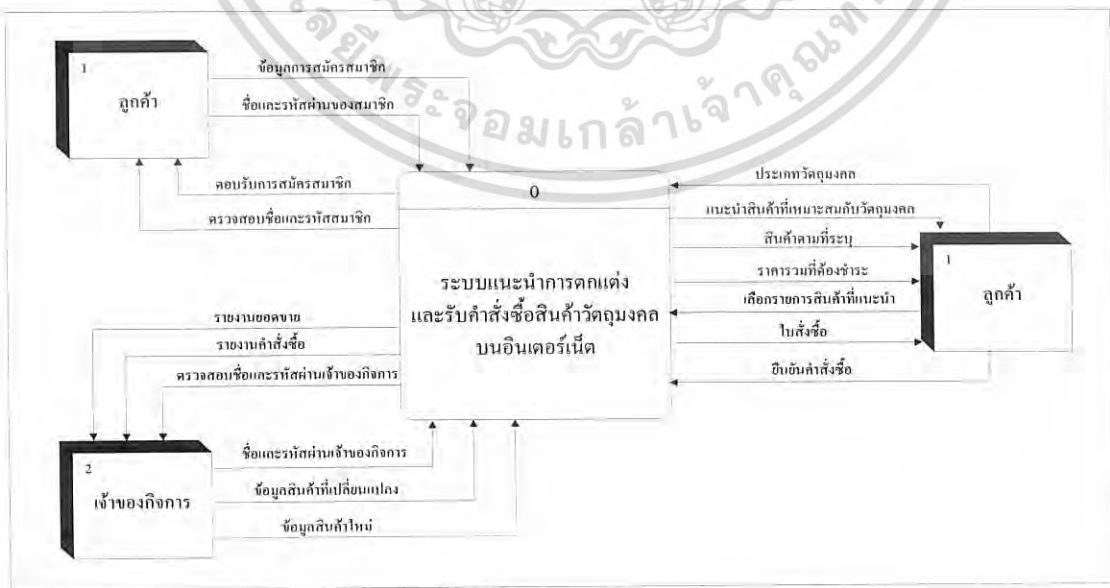 ลัยีพระจอมเกล้าเจ้าคุณท
1
ลูกค้า
ข้อมูลการสมัครสมาชิก
ชื่อและรหัสผ่านของสมาชิก
ตอบรับการสมัครสมาชิก
ตรวจสอบชื่อและรหัสสมาชิก
0
ระบบแนะนำการตกแต่ง
และรับคำสั่งซื้อสินค้าวัตถุมงคล
บนอินเตอร์เน็ต
ประเภทวัตถุมงคล
แนะนำสินค้าที่เหมาะสมกับวัตถุมงคล
สินค้าตามที่ระบุ
ราคารวมที่ต้องชำระ
เลือกรายการสินค้าที่แนะนำ
ใบสั่งซื้อ
ยืนยันคำสั่งซื้อ
1
ลูกค้า
รายงานยอดขาย
รายงานคำสั่งซื้อ
ตรวจสอบชื่อและรหัสผ่านเจ้าของกิจการ
2
เจ้าของกิจการ
ชื่อและรหัสผ่านเจ้าของกิจการ
ข้อมูลสินค้าที่เปลี่ยนแปลง
ข้อมูลสินค้าใหม่